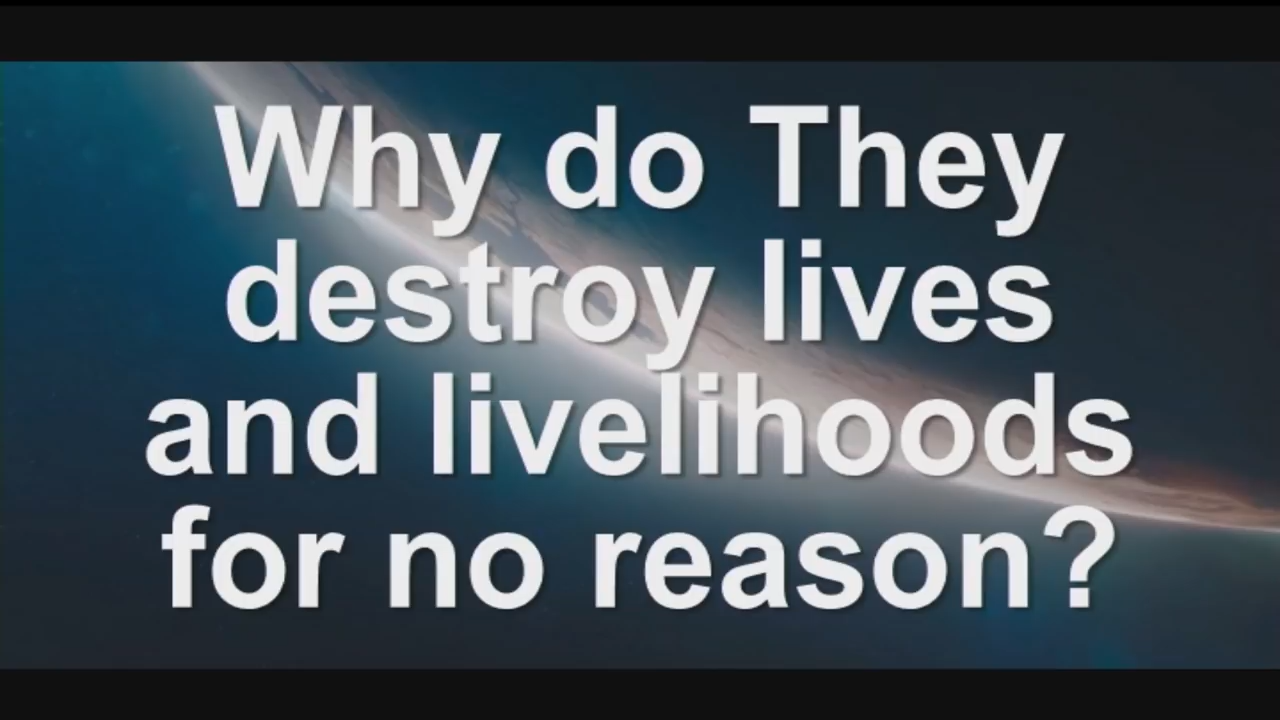 Why do They
destroy lives
and livelihoods
for no reason?